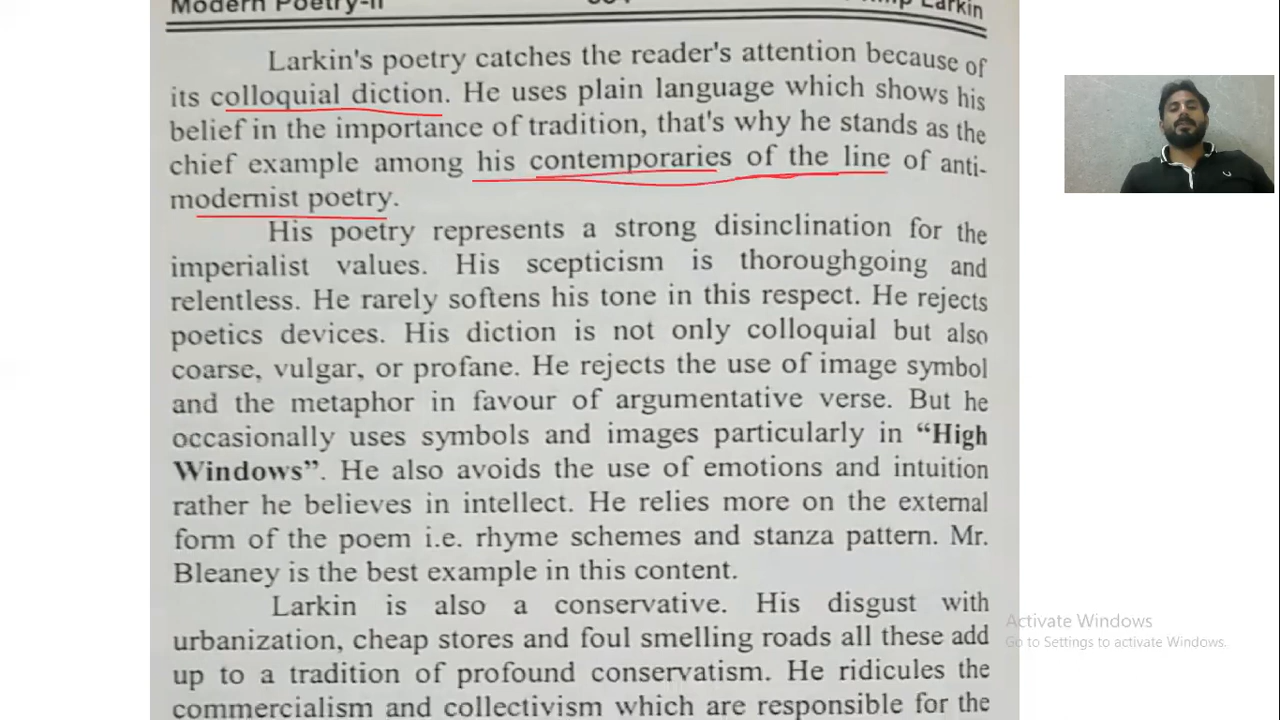 Modern Poetry-II Larkin
Larkin's poetry catches the reader's attention because of
its colloquial diction. He uses plain language which shows his
belief in the importance of tradition, that's why he stands as the
chief example among his contemporaries of the line of anti-
modernist poetry.
His poetry represents a strong disinclination for the
imperialist values. His scepticism is thoroughgoing and
relentless. He rarely softens his tone in this respect. He rejects
poetics devices. His diction is not only colloquial but also
coarse, vulgar, or profane. He rejects the use of image symbol
and the metaphor in favour of argumentative verse. But he
occasionally uses symbols and images particularly in “High
Windows”. He also avoids the use of emotions and intuition
rather he believes in intellect. He relies more on the external
form of the poem i.e. rhyme schemes and stanza pattern. Mr.
Bleaney is the best example in this content.
Larkin is also a conservative. His disgust with
urbanization, cheap stores and foul smelling roads all these add
up to a tradition of profound conservatism. He ridicules the
commercialism and collectivism which are responsible for the
Activate Windows
Go to Settings to activate Windows.